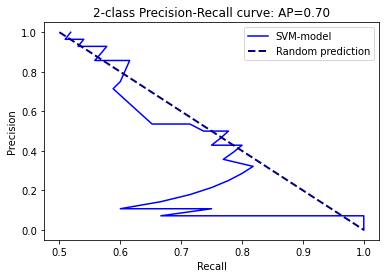 2-class Precision-Recall curve: AP=0.70
SVM-model
Random prediction
Precision
1.0
0.8
0.6
0.4
0.2
0.0
0.5 0.6 0.7 0.8 0.9 1.0
Recall